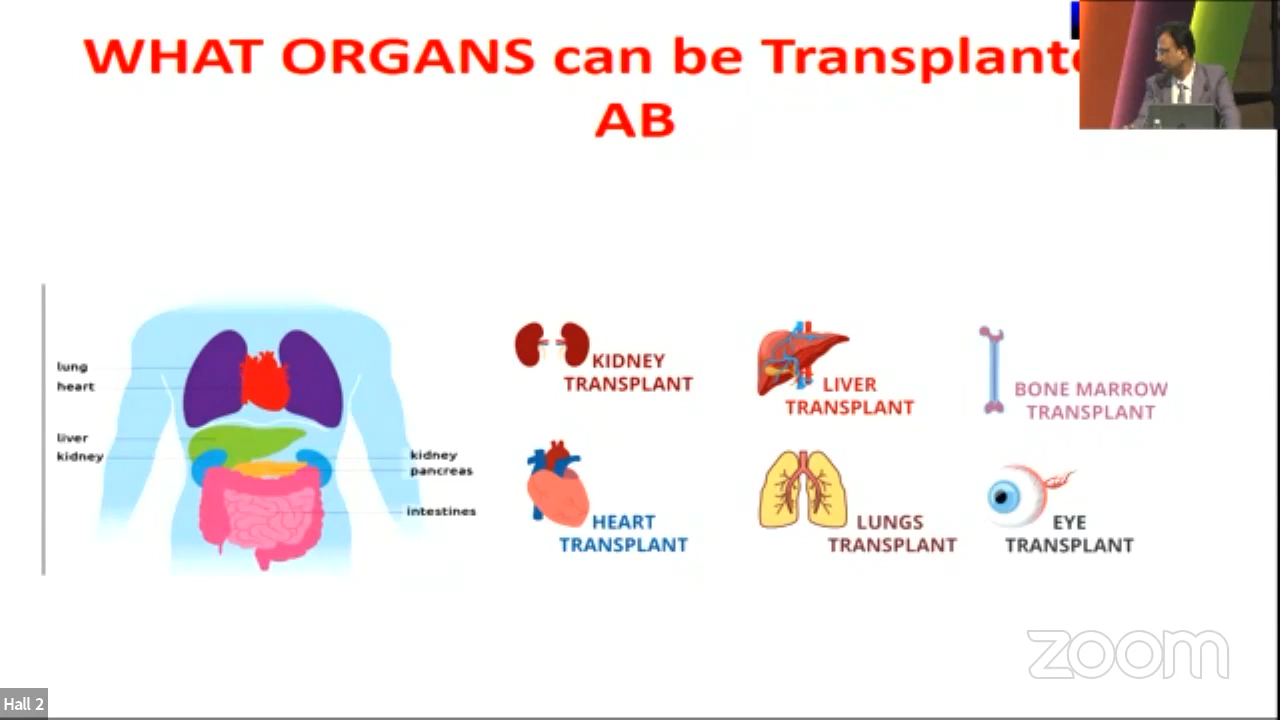 WHAT ORGANS can be Transplante
AB
lung
heart
liver
kidney
kidney
pancreas
intestines
KIDNEY
TRANSPLANT
LIVER
TRANSPLANT
BONE MARROW
TRANSPLANT
HEART
TRANSPLANT
LUNGS
TRANSPLANT
EYE
TRANSPLANT
zoom
Hall 2